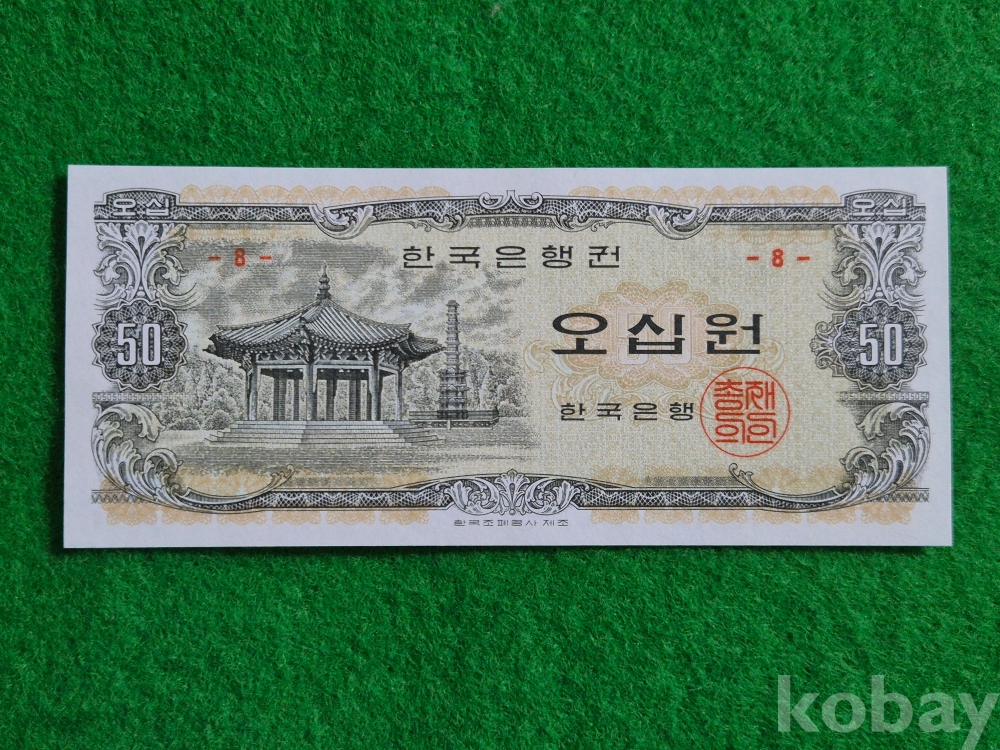 오십 오십
- 8 - 한국은행권 - 8 -
50 오십원 50
한국은행 총재의인
한국조폐공사제조
kobay